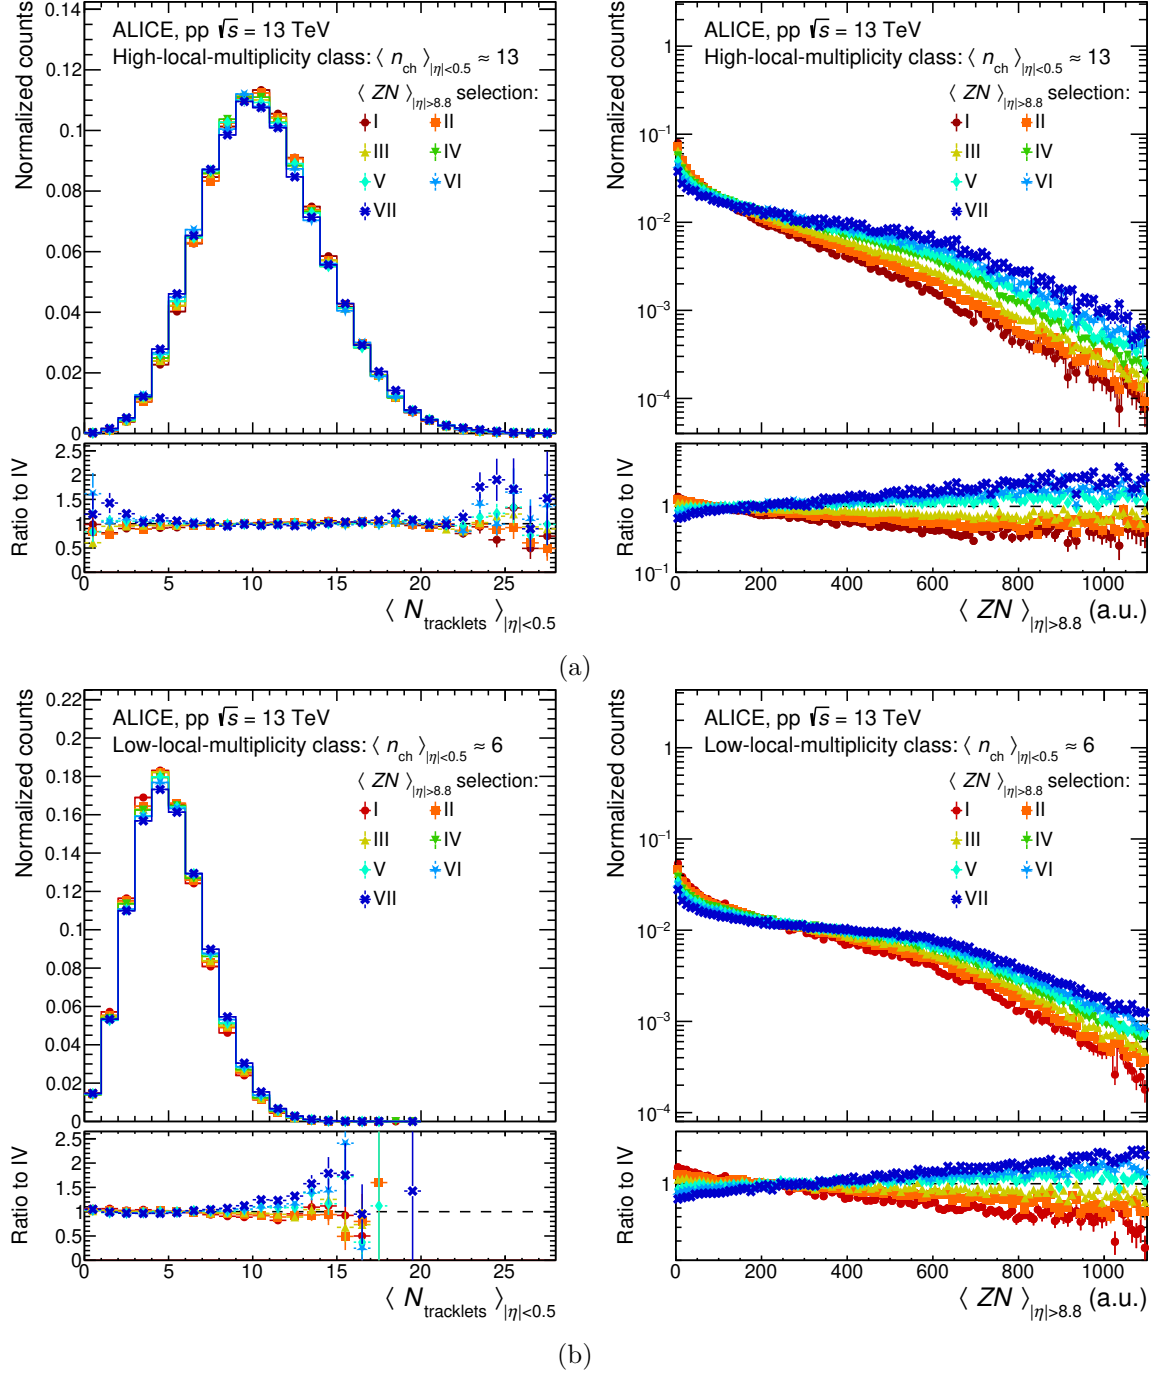 ALICE, pp √s = 13 TeV
High-local-multiplicity class: ⟨ n_ch ⟩_|η|<0.5 ≈ 13
⟨ ZN ⟩_|η|>8.8 selection:
I II
III IV
V VI
VII
Normalized counts
0.14
0.12
0.1
0.08
0.06
0.04
0.02
0
Ratio to IV
2.5
2
1.5
1
0.5
0
0 5 10 15 20 25
⟨ N_tracklets ⟩_|η|<0.5
ALICE, pp √s = 13 TeV
High-local-multiplicity class: ⟨ n_ch ⟩_|η|<0.5 ≈ 13
⟨ ZN ⟩_|η|>8.8 selection:
I II
III IV
V VI
VII
Normalized counts
1
10⁻¹
10⁻²
10⁻³
10⁻⁴
Ratio to IV
1
10⁻¹
0 200 400 600 800 1000
⟨ ZN ⟩_|η|>8.8 (a.u.)
(a)
ALICE, pp √s = 13 TeV
Low-local-multiplicity class: ⟨ n_ch ⟩_|η|<0.5 ≈ 6
⟨ ZN ⟩_|η|>8.8 selection:
I II
III IV
V VI
VII
Normalized counts
0.22
0.2
0.18
0.16
0.14
0.12
0.1
0.08
0.06
0.04
0.02
0
Ratio to IV
2.5
2
1.5
1
0.5
0
0 5 10 15 20 25
⟨ N_tracklets ⟩_|η|<0.5
ALICE, pp √s = 13 TeV
Low-local-multiplicity class: ⟨ n_ch ⟩_|η|<0.5 ≈ 6
⟨ ZN ⟩_|η|>8.8 selection:
I II
III IV
V VI
VII
Normalized counts
1
10⁻¹
10⁻²
10⁻³
10⁻⁴
Ratio to IV
1
0 200 400 600 800 1000
⟨ ZN ⟩_|η|>8.8 (a.u.)
(b)